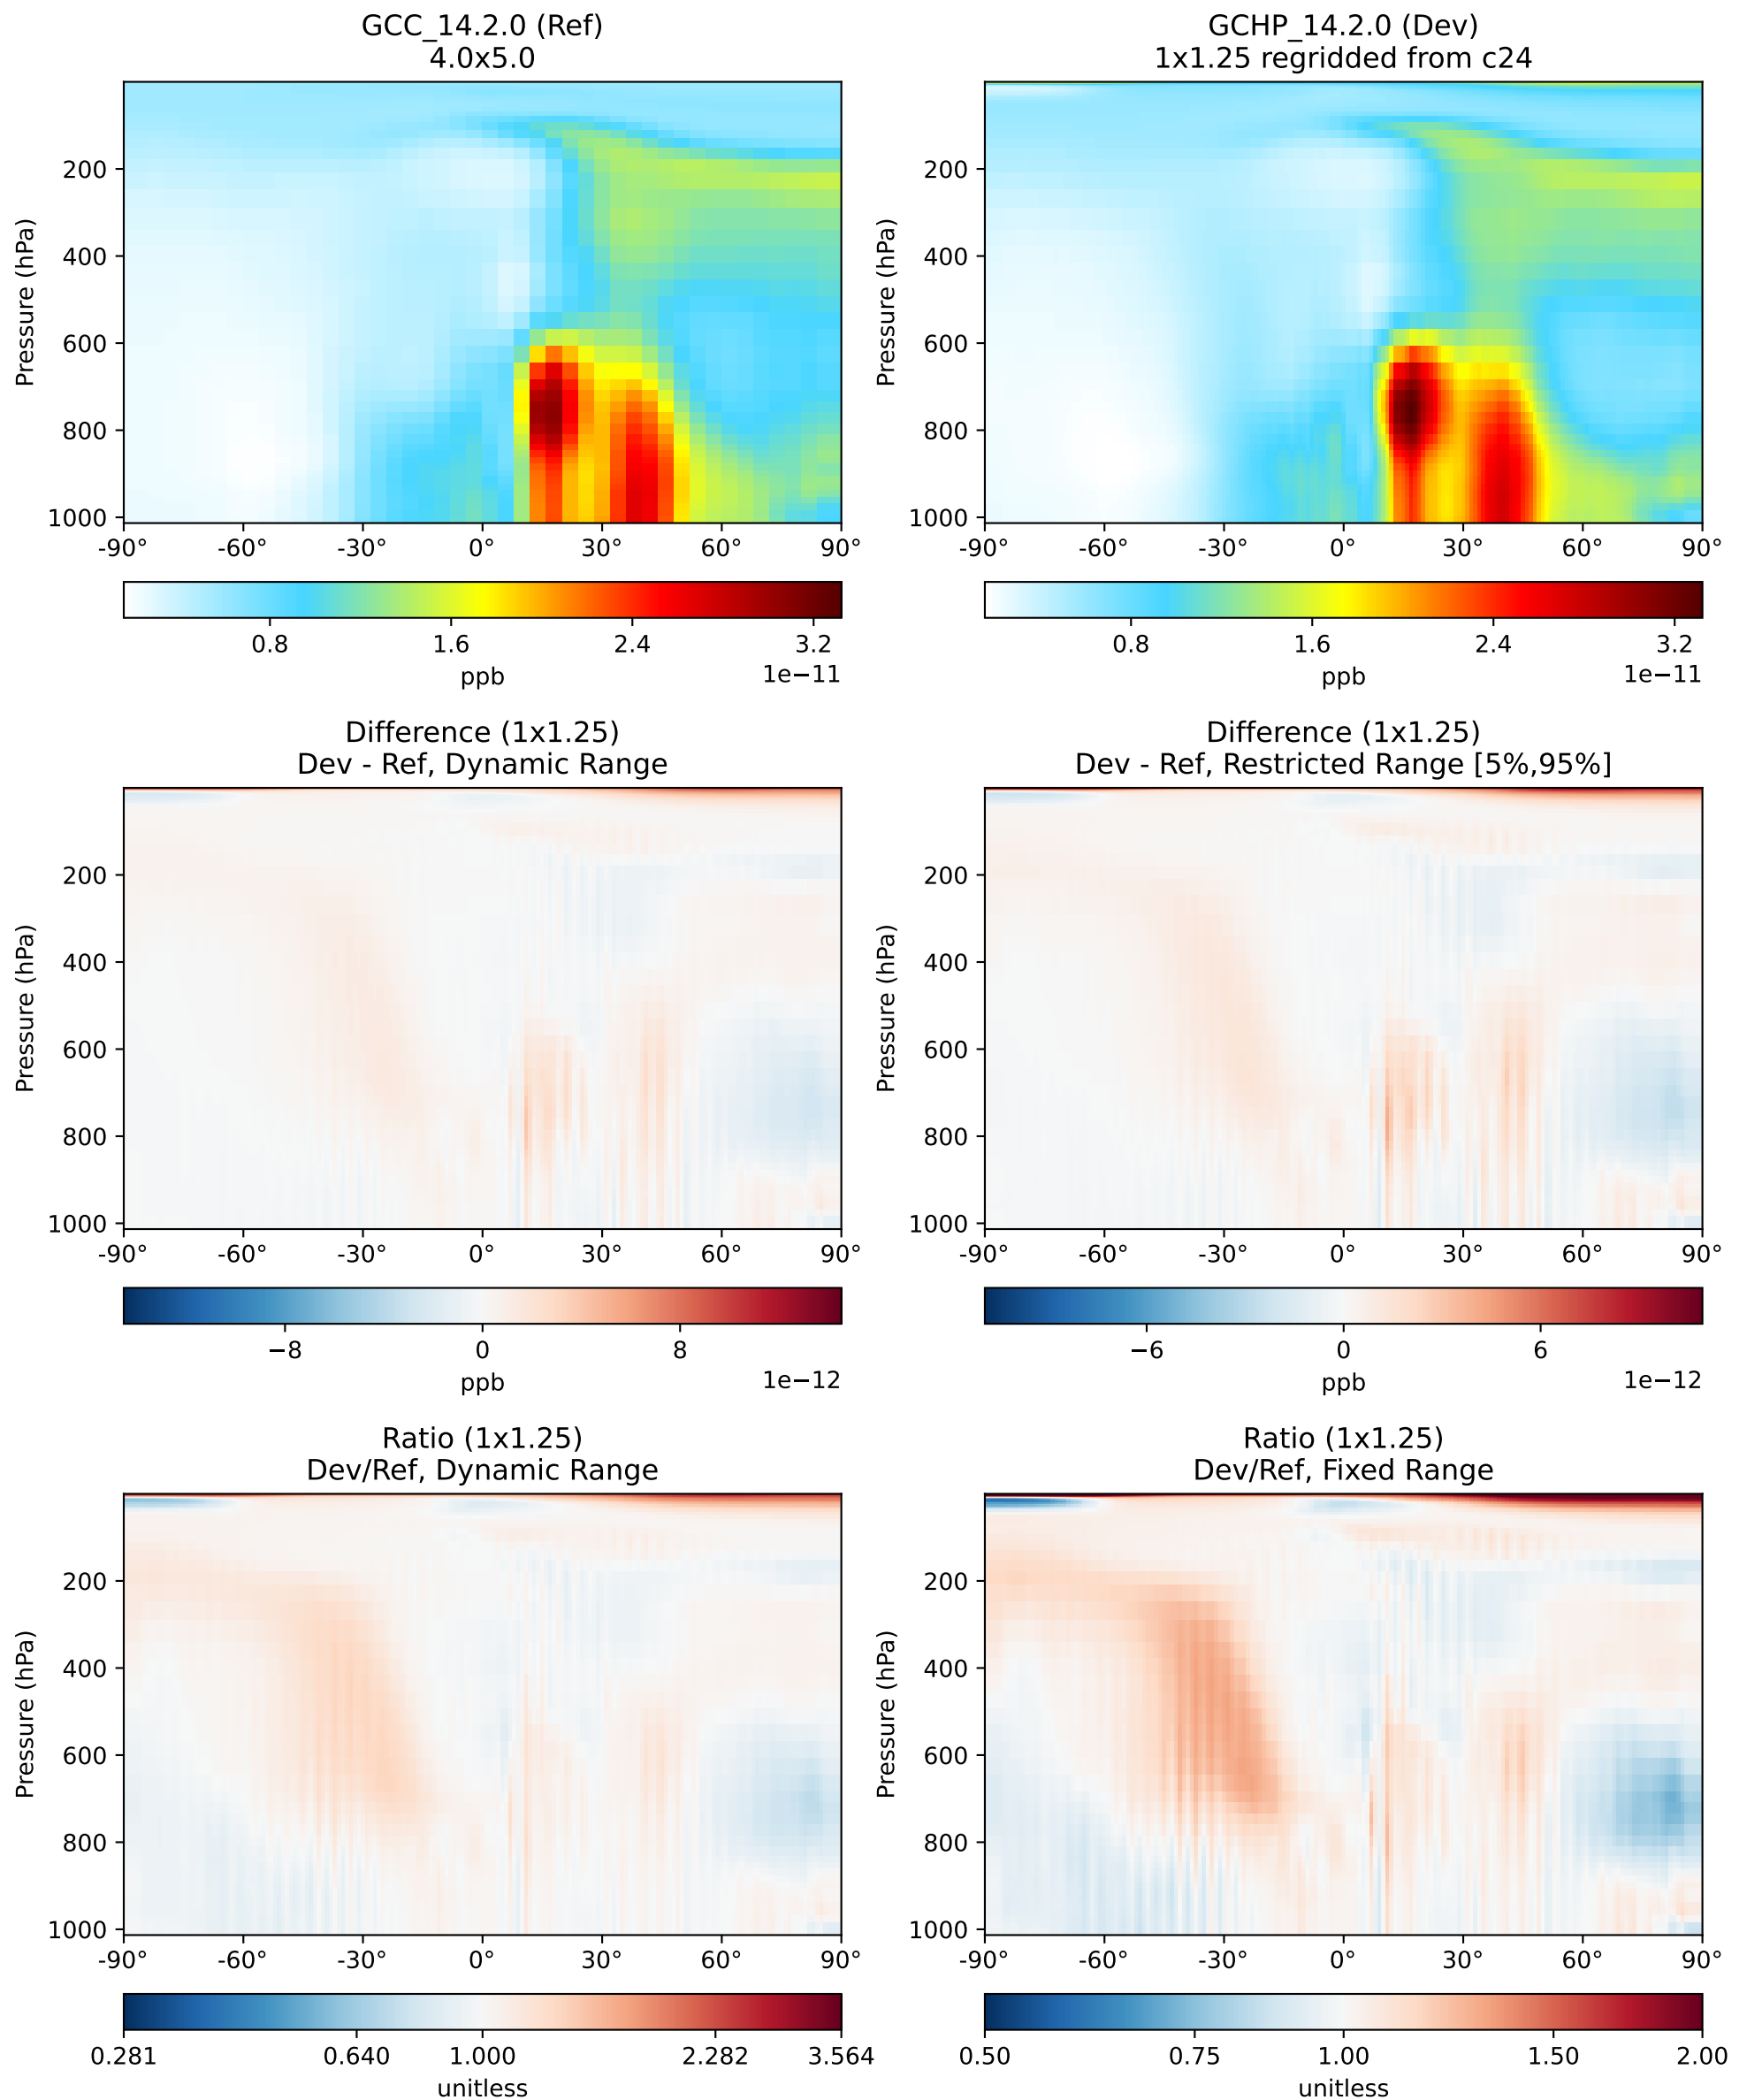 GCC_14.2.0 (Ref)
4.0x5.0
Pressure (hPa)
200
400
600
800
1000
-90° -60° -30° 0° 30° 60° 90°
0.8 1.6 2.4 3.2
1e−11
ppb
GCHP_14.2.0 (Dev)
1x1.25 regridded from c24
Pressure (hPa)
200
400
600
800
1000
-90° -60° -30° 0° 30° 60° 90°
0.8 1.6 2.4 3.2
1e−11
ppb
Difference (1x1.25)
Dev - Ref, Dynamic Range
Pressure (hPa)
200
400
600
800
1000
-90° -60° -30° 0° 30° 60° 90°
−8 0 8
1e−12
ppb
Difference (1x1.25)
Dev - Ref, Restricted Range [5%,95%]
Pressure (hPa)
200
400
600
800
1000
-90° -60° -30° 0° 30° 60° 90°
−6 0 6
1e−12
ppb
Ratio (1x1.25)
Dev/Ref, Dynamic Range
Pressure (hPa)
200
400
600
800
1000
-90° -60° -30° 0° 30° 60° 90°
0.281 0.640 1.000 2.282 3.564
unitless
Ratio (1x1.25)
Dev/Ref, Fixed Range
Pressure (hPa)
200
400
600
800
1000
-90° -60° -30° 0° 30° 60° 90°
0.50 0.75 1.00 1.50 2.00
unitless